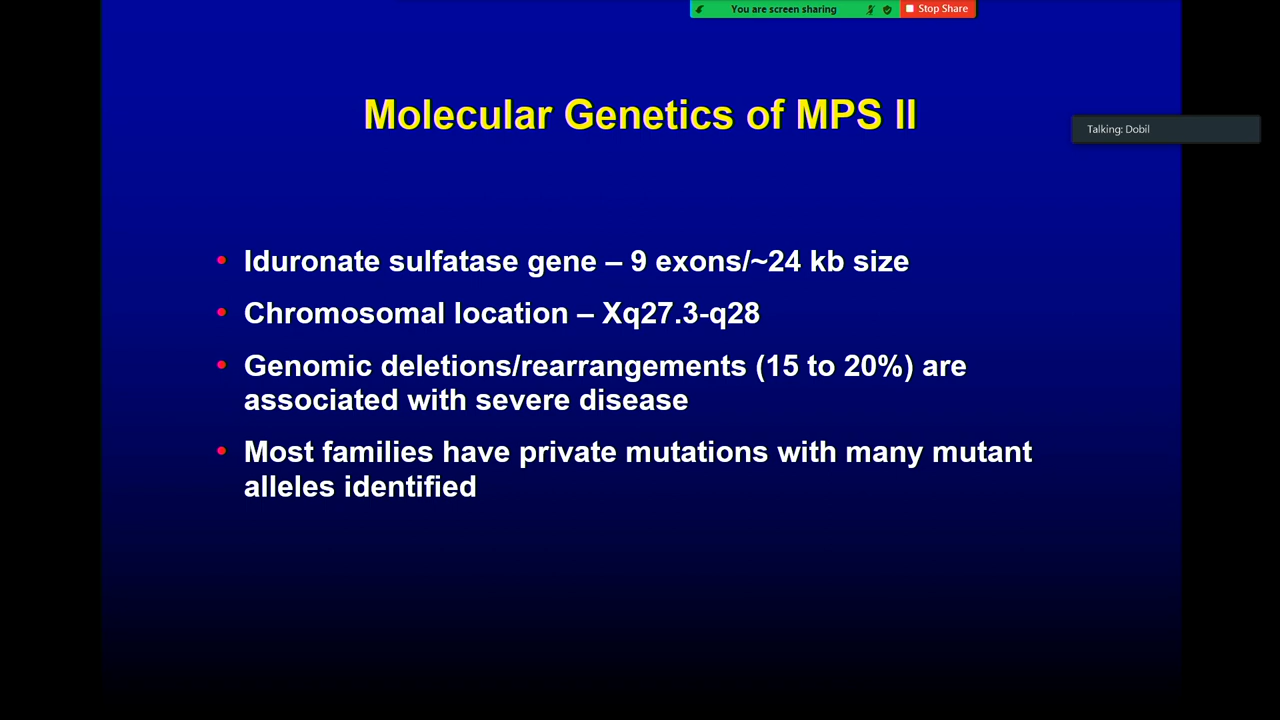 You are screen sharing
Stop Share
Molecular Genetics of MPS II
Talking: Dobil
• Iduronate sulfatase gene – 9 exons/~24 kb size
• Chromosomal location – Xq27.3-q28
• Genomic deletions/rearrangements (15 to 20%) are
associated with severe disease
• Most families have private mutations with many mutant
alleles identified